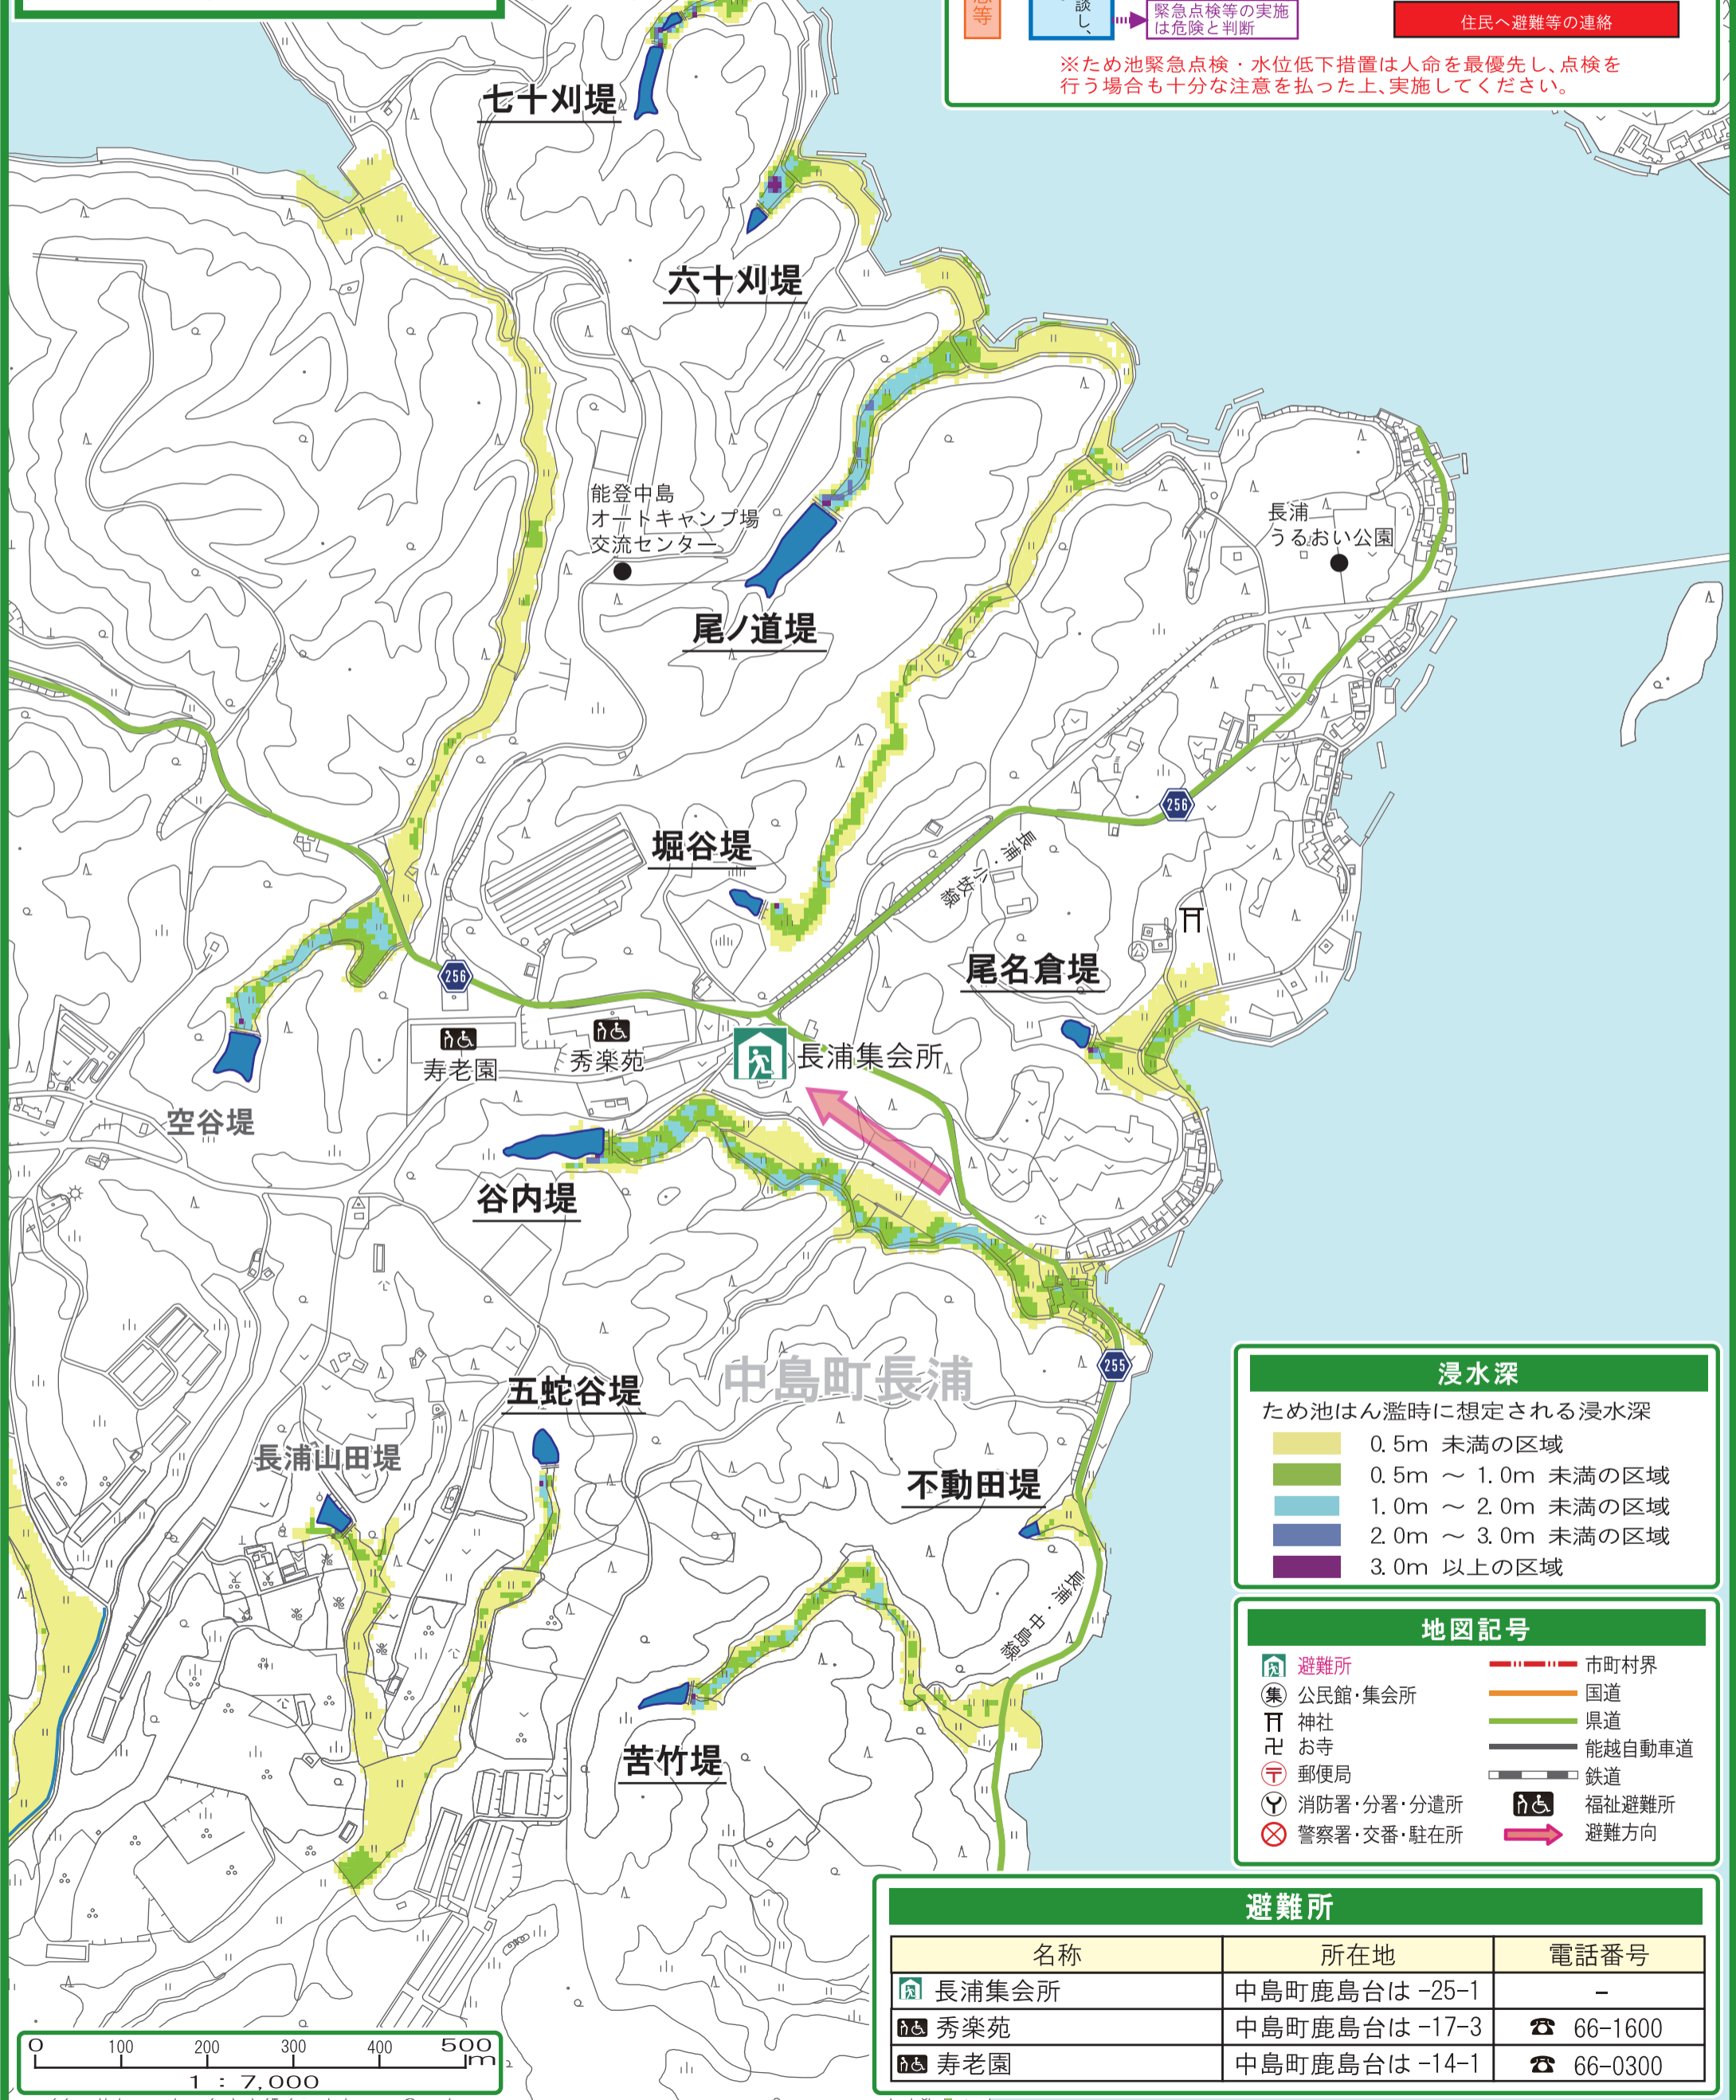 談し、
緊急点検等の実施
は危険と判断
住民へ避難等の連絡
※ため池緊急点検・水位低下措置は人命を最優先し、点検を
行う場合も十分な注意を払った上、実施してください。
七十刈堤
六十刈堤
能登中島
オートキャンプ場
交流センター
長浦
うるおい公園
尾ノ道堤
256
堀谷堤
長浦・小牧線
尾名倉堤
256
公
寿老園
秀楽苑
長浦集会所
空谷堤
谷内堤
中島町長浦
255
五蛇谷堤
長浦山田堤
不動田堤
長浦・中島線
苦竹堤
浸水深
ため池はん濫時に想定される浸水深
0.5m 未満の区域
0.5m ～ 1.0m 未満の区域
1.0m ～ 2.0m 未満の区域
2.0m ～ 3.0m 未満の区域
3.0m 以上の区域
地図記号
避難所
集 公民館・集会所
神社
卍 お寺
〒 郵便局
消防署・分署・分遣所
警察署・交番・駐在所
市町村界
国道
県道
能越自動車道
鉄道
福祉避難所
避難方向
避難所
名称 所在地 電話番号
長浦集会所 中島町鹿島台は-25-1 -
秀楽苑 中島町鹿島台は-17-3 ☎ 66-1600
寿老園 中島町鹿島台は-14-1 ☎ 66-0300
0 100 200 300 400 500m
1 : 7,000